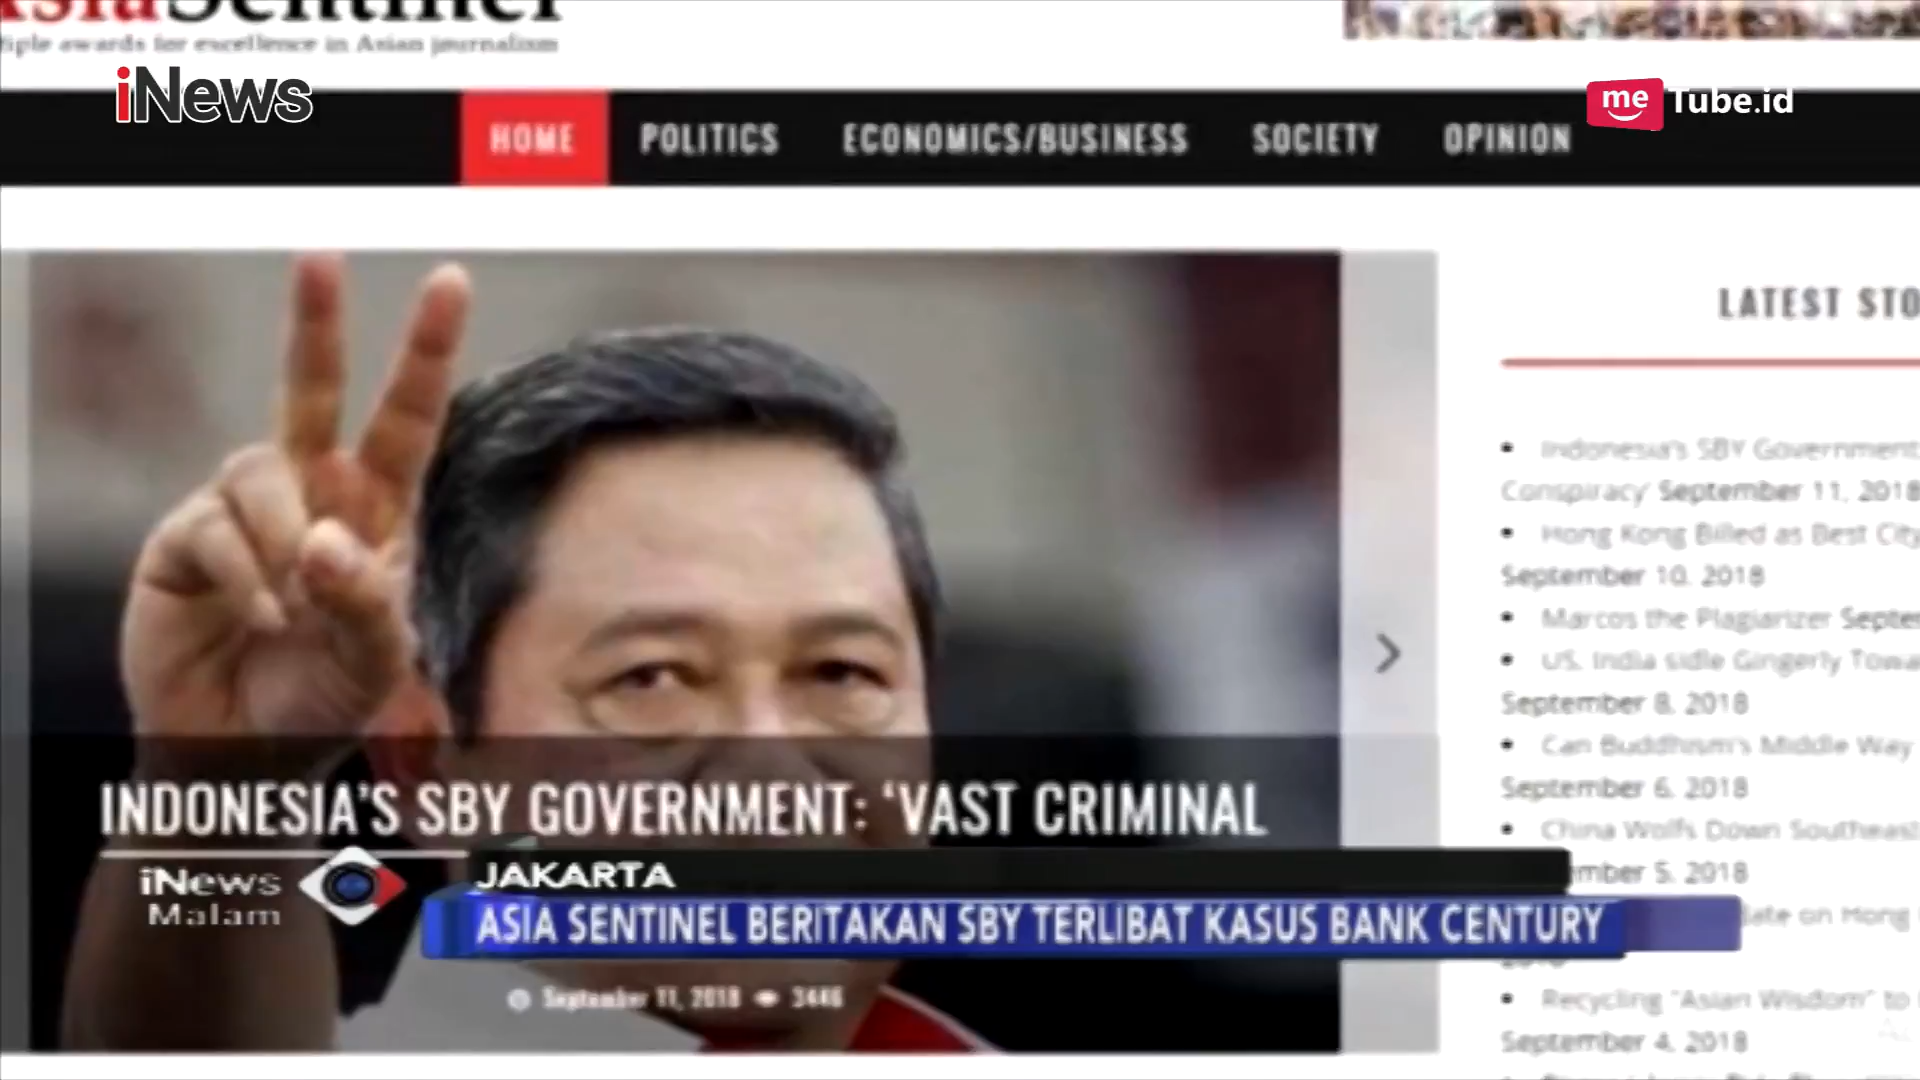 AsiaSentinel
awards for excellence in Asian journalism
iNews
me Tube.id
HOME POLITICS ECONOMICS/BUSINESS SOCIETY OPINION
LATEST
Indonesia's SBY Government
Conspiracy' September 11, 2018
Hong Kong Billed as Best City
September 10, 2018
Marcos the Plagiarizer
US, India sidle Gingerly
September 8, 2018
Can Buddhism's Middle Way
September 6, 2018
China Wolfs Down Southeast
5, 2018
on Hong
Recycling "Asian Wisdom" to
September 4, 2018
INDONESIA'S SBY GOVERNMENT: 'VAST CRIMINAL
iNews
Malam
JAKARTA
ASIA SENTINEL BERITAKAN SBY TERLIBAT KASUS BANK CENTURY
September 11, 2018 3446